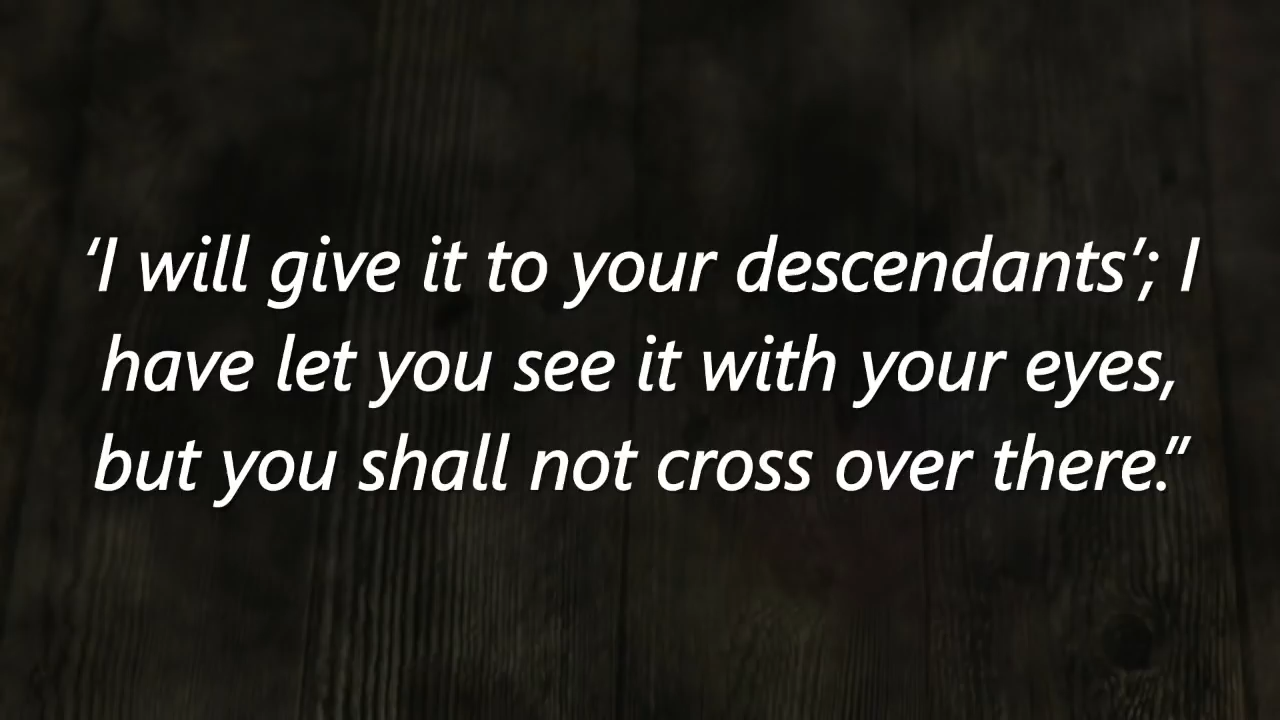 ‘I will give it to your descendants’; I
have let you see it with your eyes,
but you shall not cross over there.”